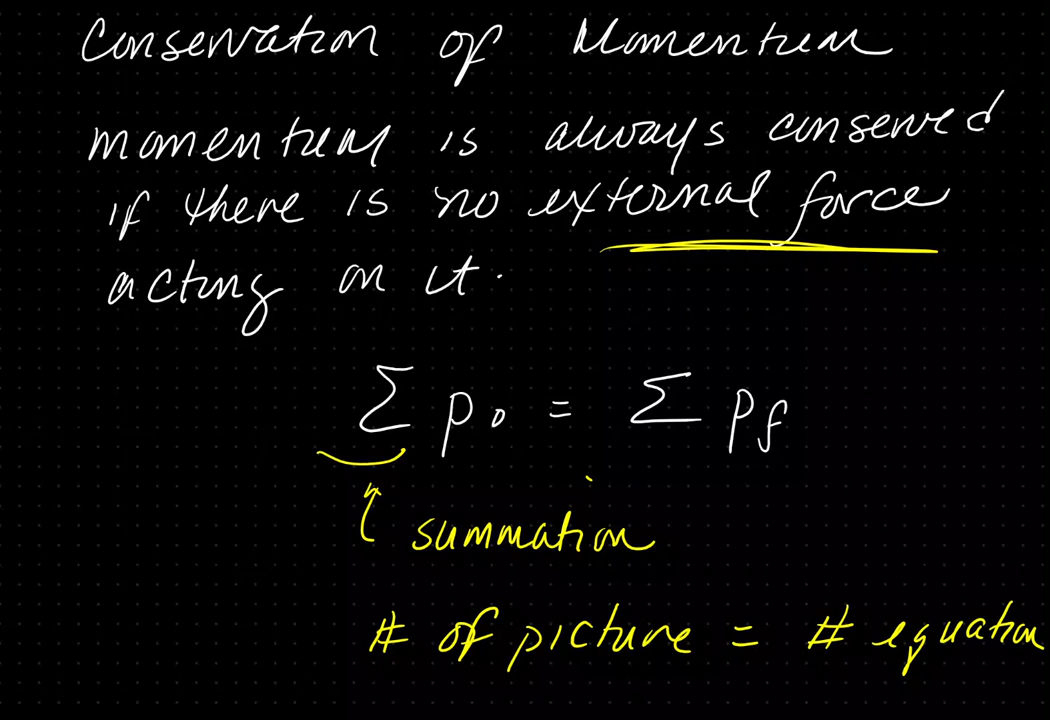 Conservation of Momentum
momentum is always conserved
if there is no external force
acting on it.
Σ p₀ = Σ pf
summation
# of picture = # equation